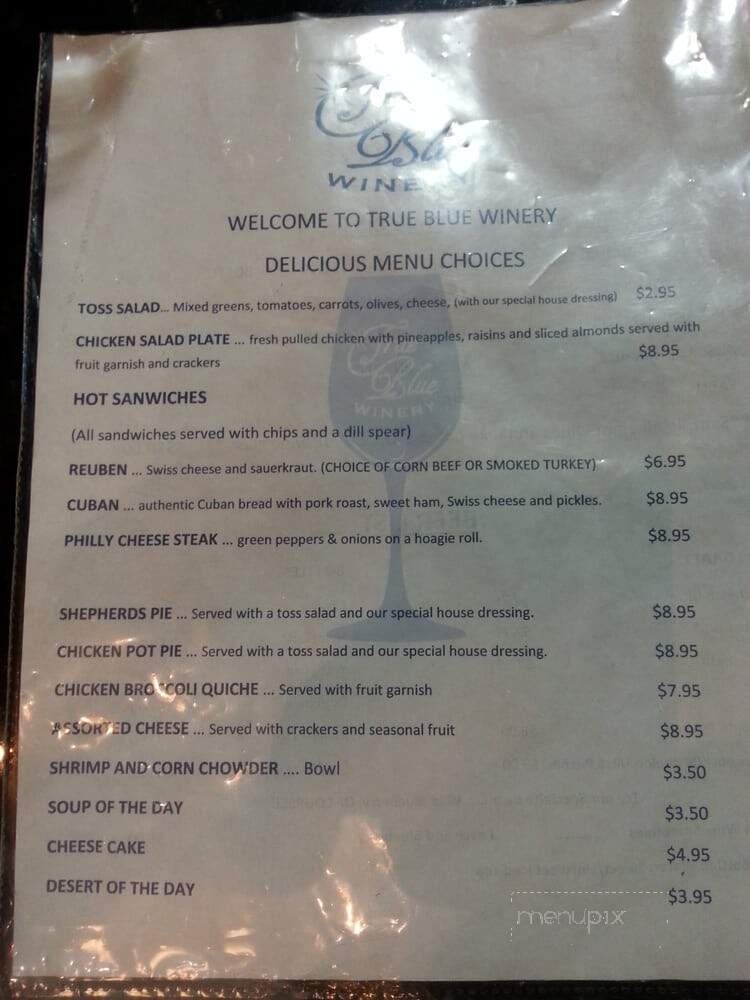 True
Blue
WINERY
WELCOME TO TRUE BLUE WINERY
DELICIOUS MENU CHOICES
TOSS SALAD... Mixed greens, tomatoes, carrots, olives, cheese, (with our special house dressing) $2.95
CHICKEN SALAD PLATE ... fresh pulled chicken with pineapples, raisins and sliced almonds served with
fruit garnish and crackers $8.95
True
Blue
WINERY
HOT SANWICHES
(All sandwiches served with chips and a dill spear)
REUBEN ... Swiss cheese and sauerkraut. (CHOICE OF CORN BEEF OR SMOKED TURKEY) $6.95
CUBAN ... authentic Cuban bread with pork roast, sweet ham, Swiss cheese and pickles. $8.95
PHILLY CHEESE STEAK ... green peppers & onions on a hoagie roll. $8.95
SHEPHERDS PIE ... Served with a toss salad and our special house dressing. $8.95
CHICKEN POT PIE ... Served with a toss salad and our special house dressing. $8.95
CHICKEN BROCCOLI QUICHE ... Served with fruit garnish $7.95
ASSORTED CHEESE ... Served with crackers and seasonal fruit $8.95
SHRIMP AND CORN CHOWDER .... Bowl $3.50
SOUP OF THE DAY $3.50
CHEESE CAKE $4.95
DESERT OF THE DAY $3.95
menupix